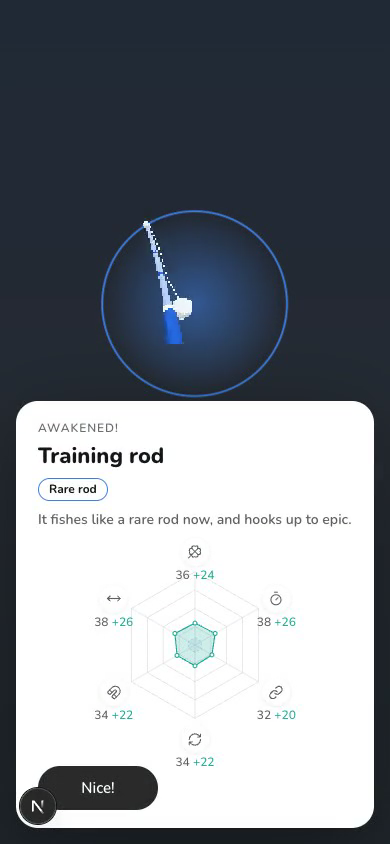 AWAKENED!
Training rod
Rare rod
It fishes like a rare rod now, and hooks up to epic.
36 +24
38 +26
38 +26
34 +22
32 +20
34 +22
Nice!
N